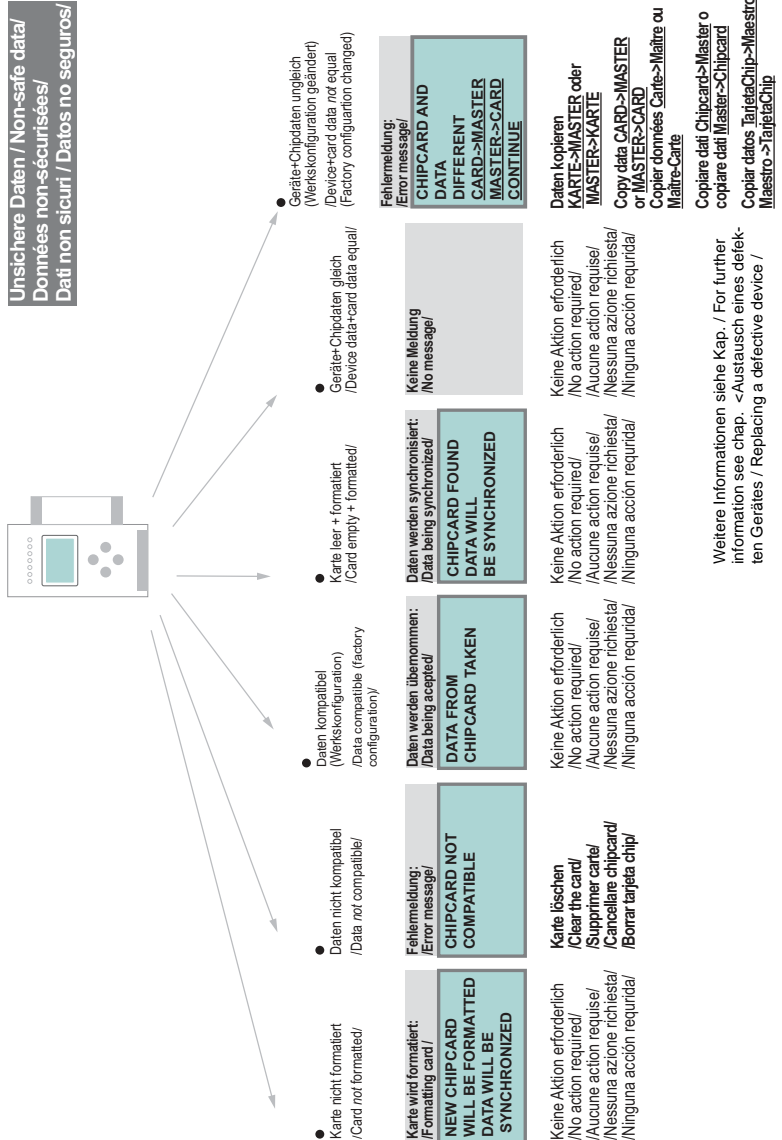 Unsichere Daten / Non-safe data/
Données non-sécurisées/
Dati non sicuri / Datos no seguros/
Karte nicht formatiert
/Card not formatted/
Karte wird formatiert:
/Formatting card /
NEW CHIPCARD
WILL BE FORMATTED
DATA WILL BE
SYNCHRONIZED
Keine Aktion erforderlich
/No action required/
/Aucune action requise/
/Nessuna azione richiesta/
/Ninguna acción requrida/
Daten nicht kompatibel
/Data not compatible/
Fehlermeldung:
/Error message/
CHIPCARD NOT
COMPATIBLE
Karte löschen
/Clear the card/
/Supprimer carte/
/Cancellare chipcard/
/Borrar tarjeta chip/
Daten kompatibel
(Werkskonfiguration)
/Data compatible (factory
configuration)/
Daten werden übernommen:
/Data being acepted/
DATA FROM
CHIPCARD TAKEN
Keine Aktion erforderlich
/No action required/
/Aucune action requise/
/Nessuna azione richiesta/
/Ninguna acción requrida/
Karte leer + formatiert
/Card empty + formatted/
Daten werden synchronisiert:
/Data being synchronized/
CHIPCARD FOUND
DATA WILL
BE SYNCHRONIZED
Keine Aktion erforderlich
/No action required/
/Aucune action requise/
/Nessuna azione richiesta/
/Ninguna acción requrida/
Geräte+Chipdaten gleich
/Device data+card data equal/
Keine Meldung
/No message/
Keine Aktion erforderlich
/No action required/
/Aucune action requise/
/Nessuna azione richiesta/
/Ninguna acción requrida/
Geräte+Chipdaten ungleich
(Werkskonfiguration geändert)
/Device+card data not equal
(Factory configuartion changed)
Fehlermeldung:
/Error message/
CHIPCARD AND
DATA
DIFFERENT
CARD->MASTER
MASTER->CARD
CONTINUE
Daten kopieren
KARTE->MASTER oder
MASTER->KARTE
Copy data CARD->MASTER
or MASTER->CARD
Copier données Carte->Maître ou
Maître-Carte
Copiare dati Chipcard->Master o
copiare dati Master->Chipcard
Copiar datos TarjetaChip->Maestro
Maestro ->TarjetaChip
Weitere Informationen siehe Kap. / For further
information see chap. <Austausch eines defek-
ten Gerätes / Replacing a defective device /